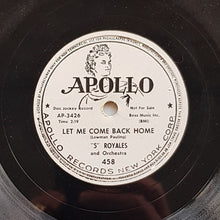 APOLLO
Disc Jockey Record Not For Sale
AP-3426
Time 2:19
Bess Music Inc.
(BMI)
LET ME COME BACK HOME
(Lowman Pauling)
"5" ROYALES
and Orchestra
458
APOLLO RECORDS NEW YORK CORP.